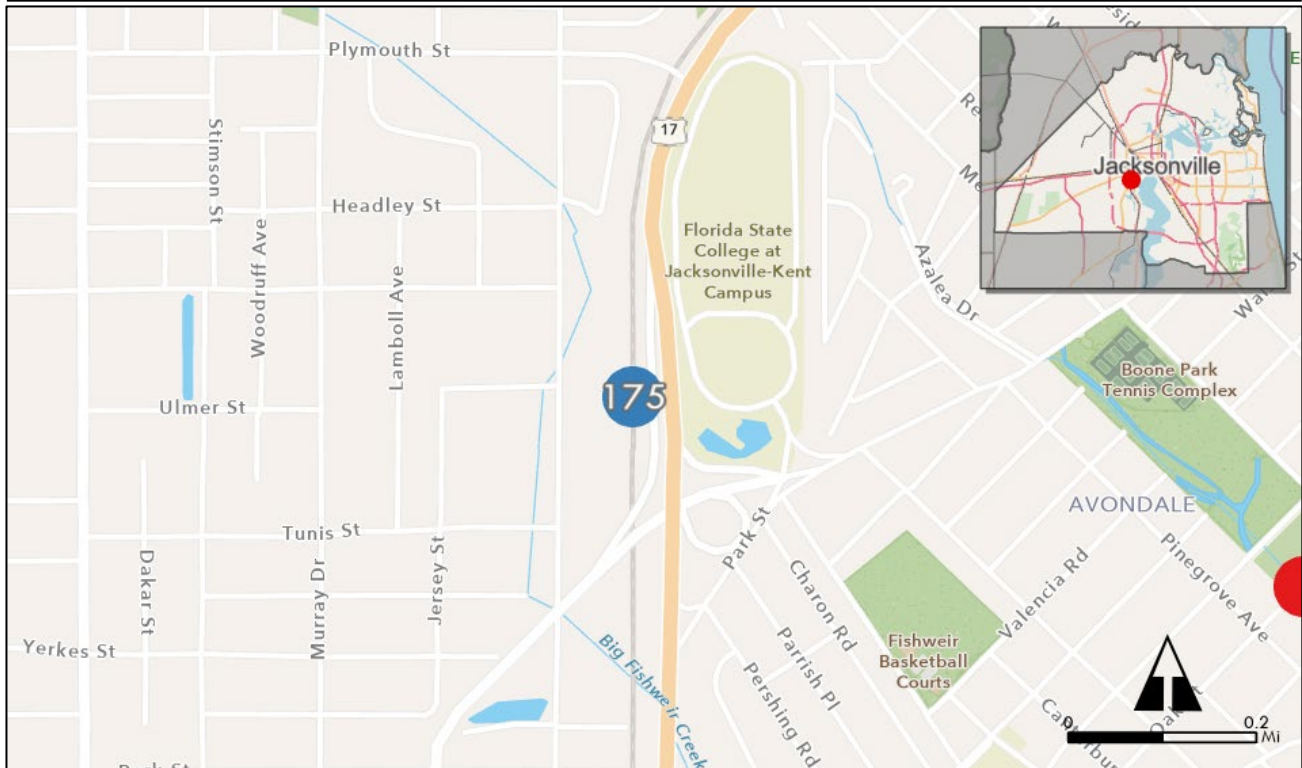 Plymouth St
17
Stimson St
Headley St
Woodruff Ave
Lamboll Ave
Florida State
College at
Jacksonville-Kent
Campus
Azalea Dr
Jacksonville
175
Ulmer St
Boone Park
Tennis Complex
AVONDALE
Tunis St
Park St
Dakar St
Murray Dr
Jersey St
Charon Rd
Valencia Rd
Pinegrove Ave
Yerkes St
Big Fishweir Creek
Parrish Pl
Pershing Rd
Fishweir
Basketball
Courts
0
0.2
Mi